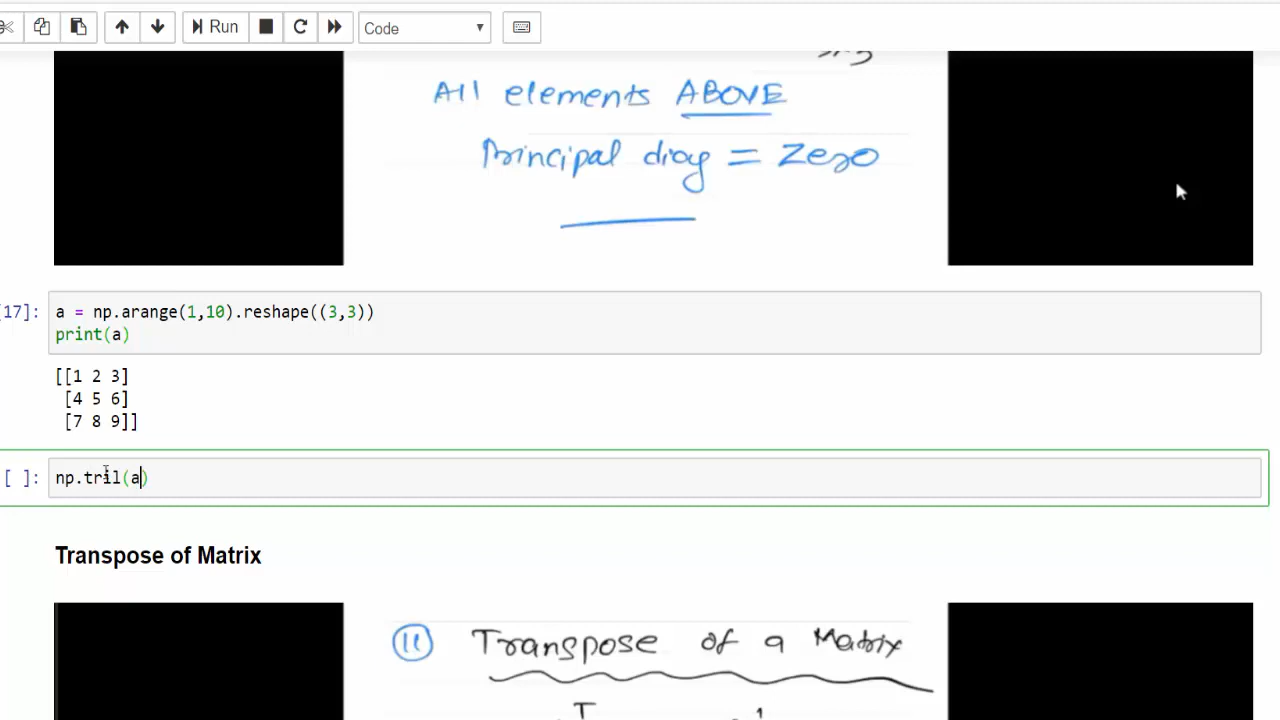 Run
Code
All elements ABOVE
Principal diag = Zero
[17]: a = np.arange(1,10).reshape((3,3))
print(a)
[[1 2 3]
[4 5 6]
[7 8 9]]
[ ]: np.tril(a)
Transpose of Matrix
11 Transpose of a Matrix
T